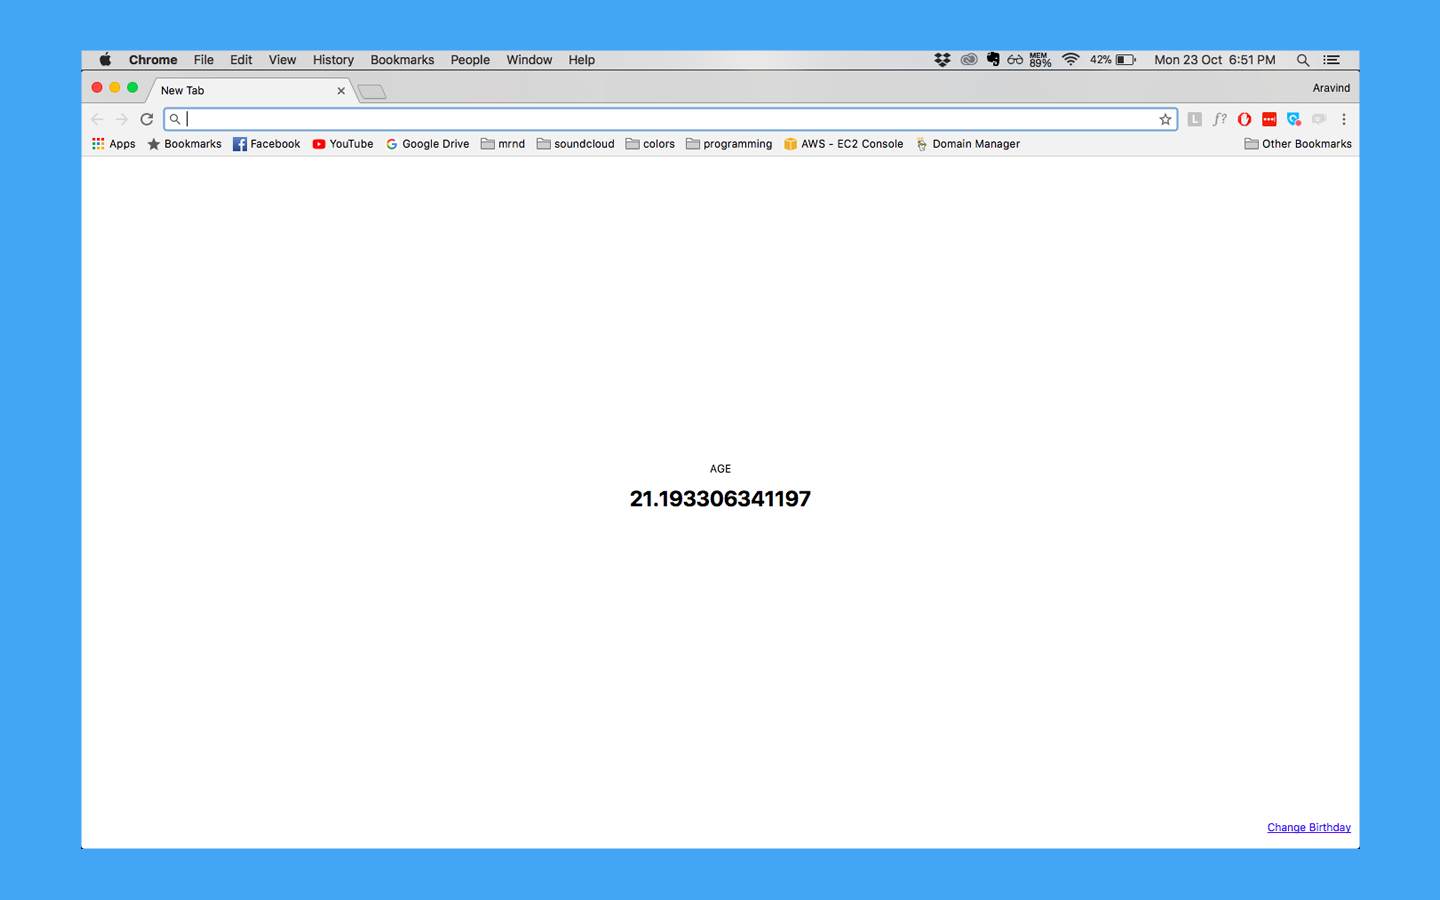 Chrome File Edit View History Bookmarks People Window Help MEM 89% 42% Mon 23 Oct 6:51 PM
New Tab Aravind
L f?
Apps Bookmarks Facebook YouTube Google Drive mrnd soundcloud colors programming AWS - EC2 Console Domain Manager Other Bookmarks
AGE
21.193306341197
Change Birthday